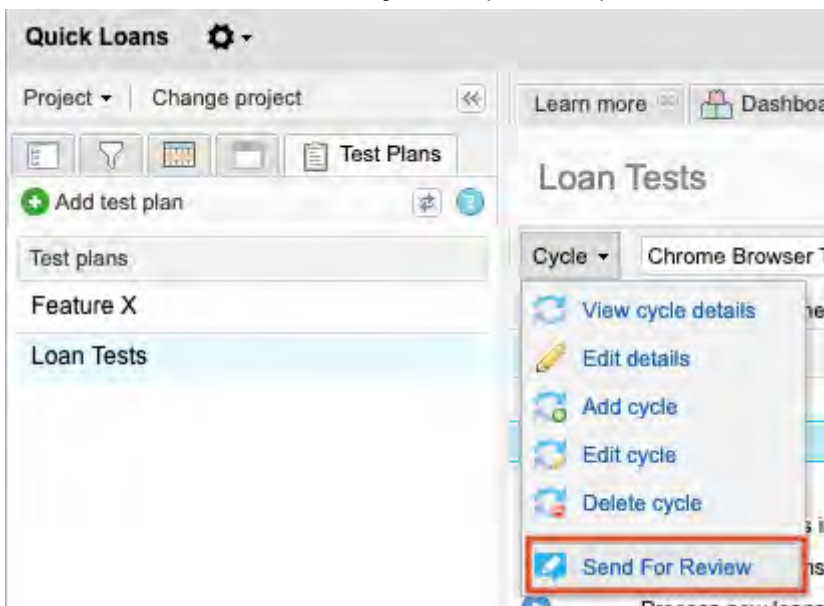 Quick Loans
Project Change project
Learn more Dashboa
Test Plans
Loan Tests
Add test plan
Test plans
Cycle Chrome Browser T
Feature X
View cycle details
Loan Tests
Edit details
Add cycle
Edit cycle
Delete cycle
Send For Review